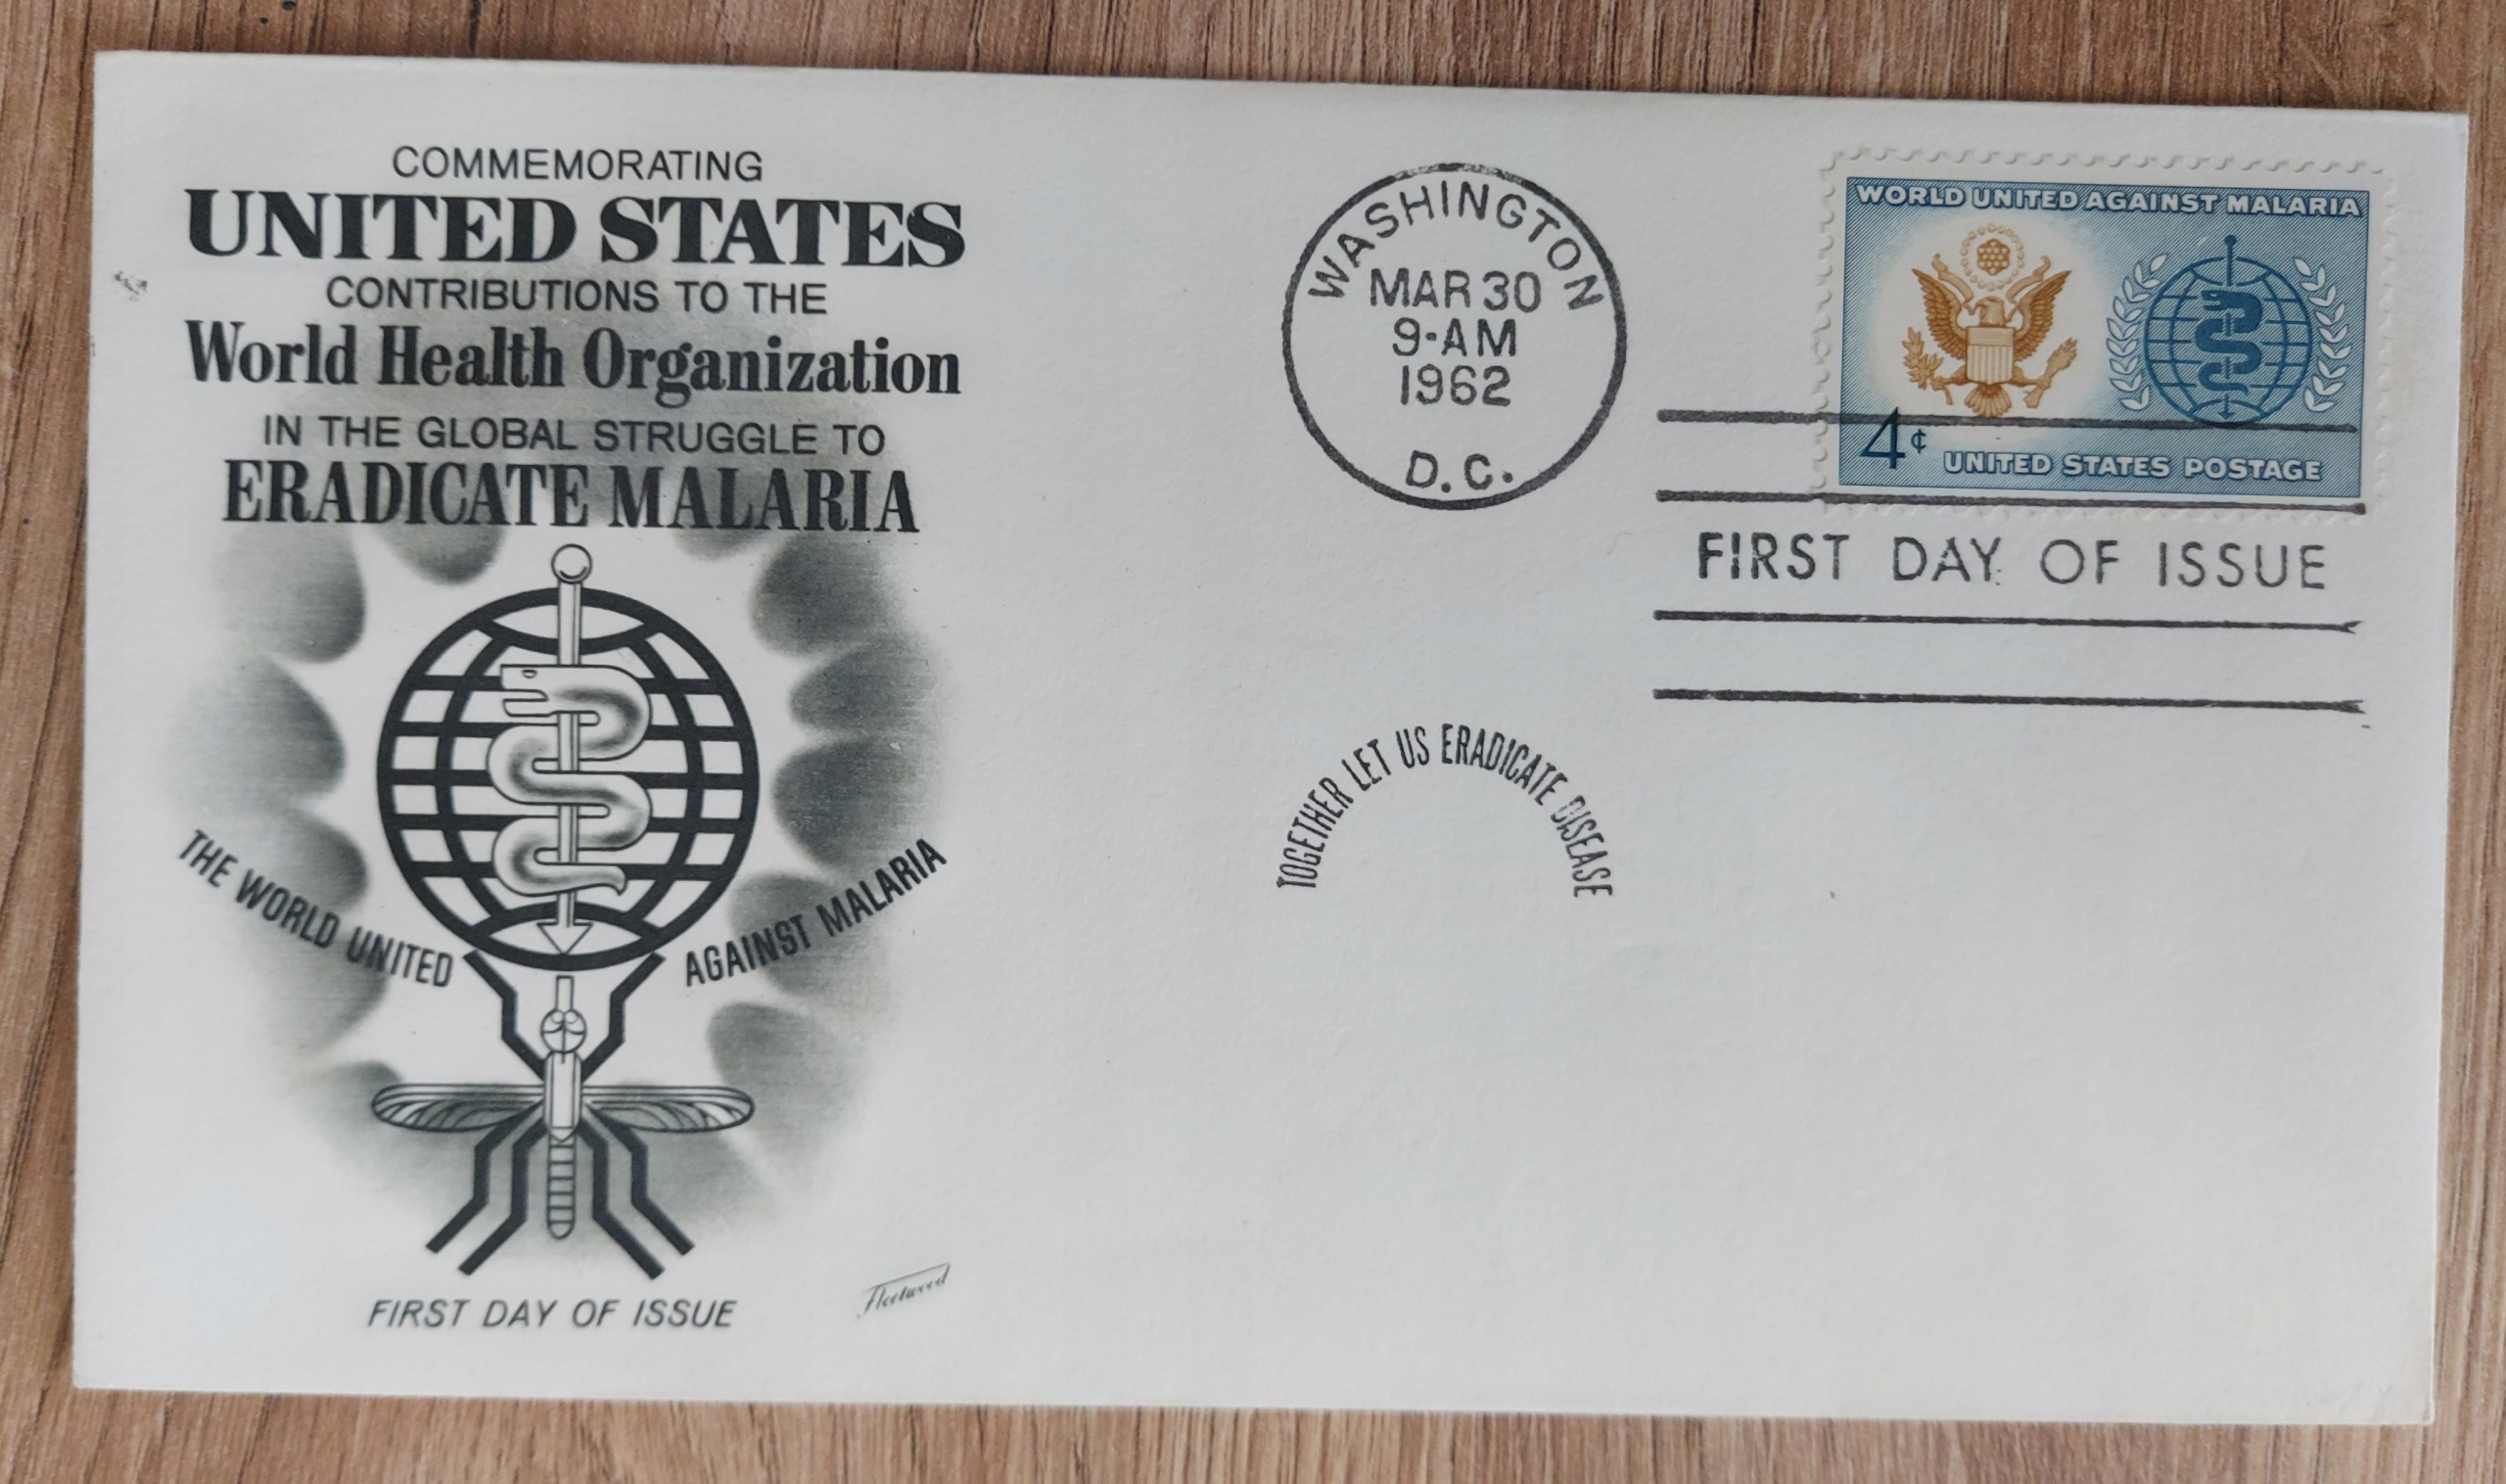 COMMEMORATING
UNITED STATES
CONTRIBUTIONS TO THE
World Health Organization
IN THE GLOBAL STRUGGLE TO
ERADICATE MALARIA
THE WORLD UNITED AGAINST MALARIA
FIRST DAY OF ISSUE
Fleetwood
WASHINGTON
MAR 30
9-AM
1962
D.C.
WORLD UNITED AGAINST MALARIA
4¢
UNITED STATES POSTAGE
FIRST DAY OF ISSUE
TOGETHER LET US ERADICATE DISEASE